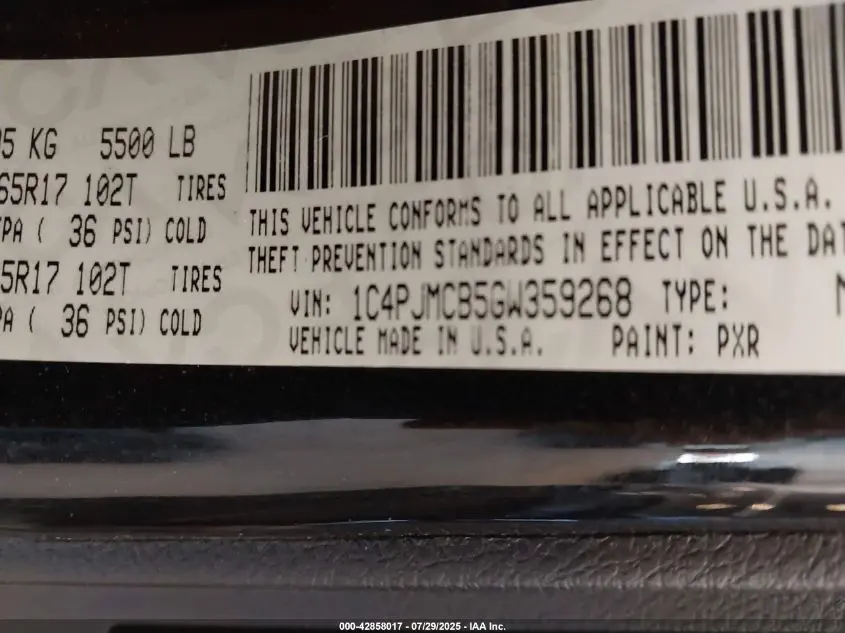 5 KG 5500 LB
65R17 102T TIRES
PA ( 36 PSI) COLD
5R17 102T TIRES
PA ( 36 PSI) COLD
THIS VEHICLE CONFORMS TO ALL APPLICABLE U.S.A.
THEFT PREVENTION STANDARDS IN EFFECT ON THE DAT
VIN: 1C4PJMCB5GW359268 TYPE:
VEHICLE MADE IN U.S.A. PAINT: PXR
000-42858017 - 07/29/2025 - IAA Inc.